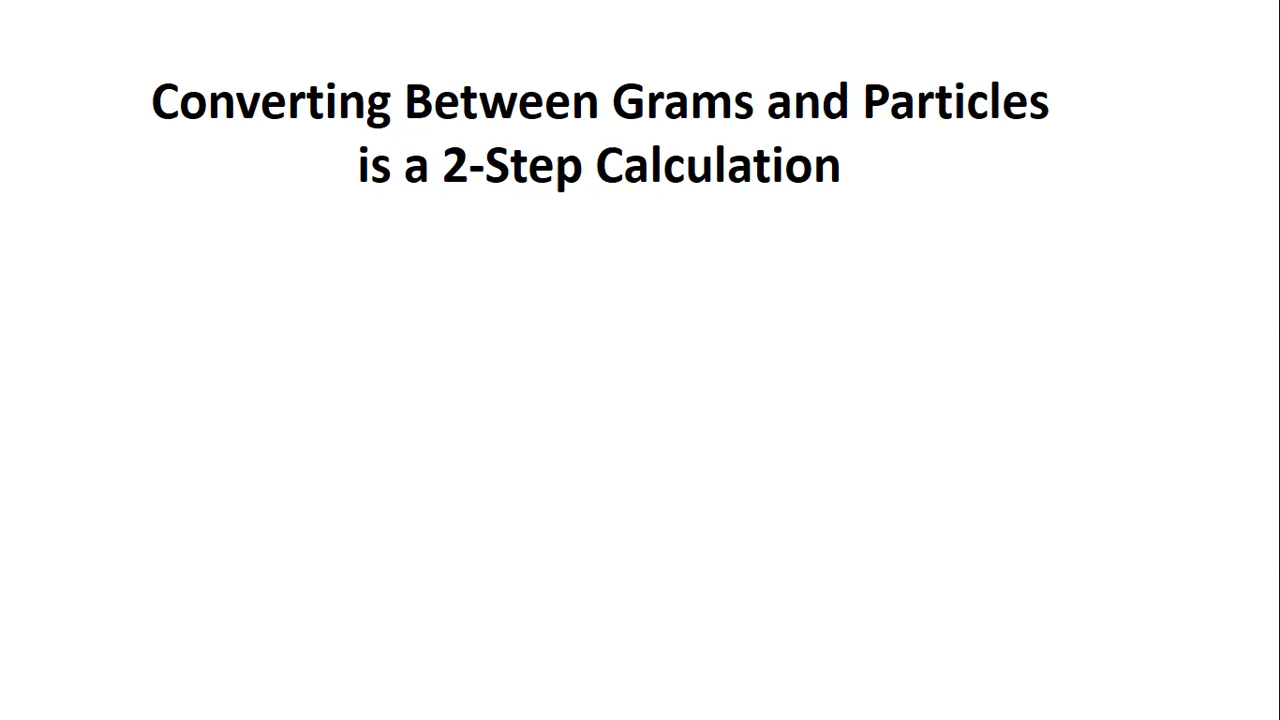 Converting Between Grams and Particles
is a 2-Step Calculation